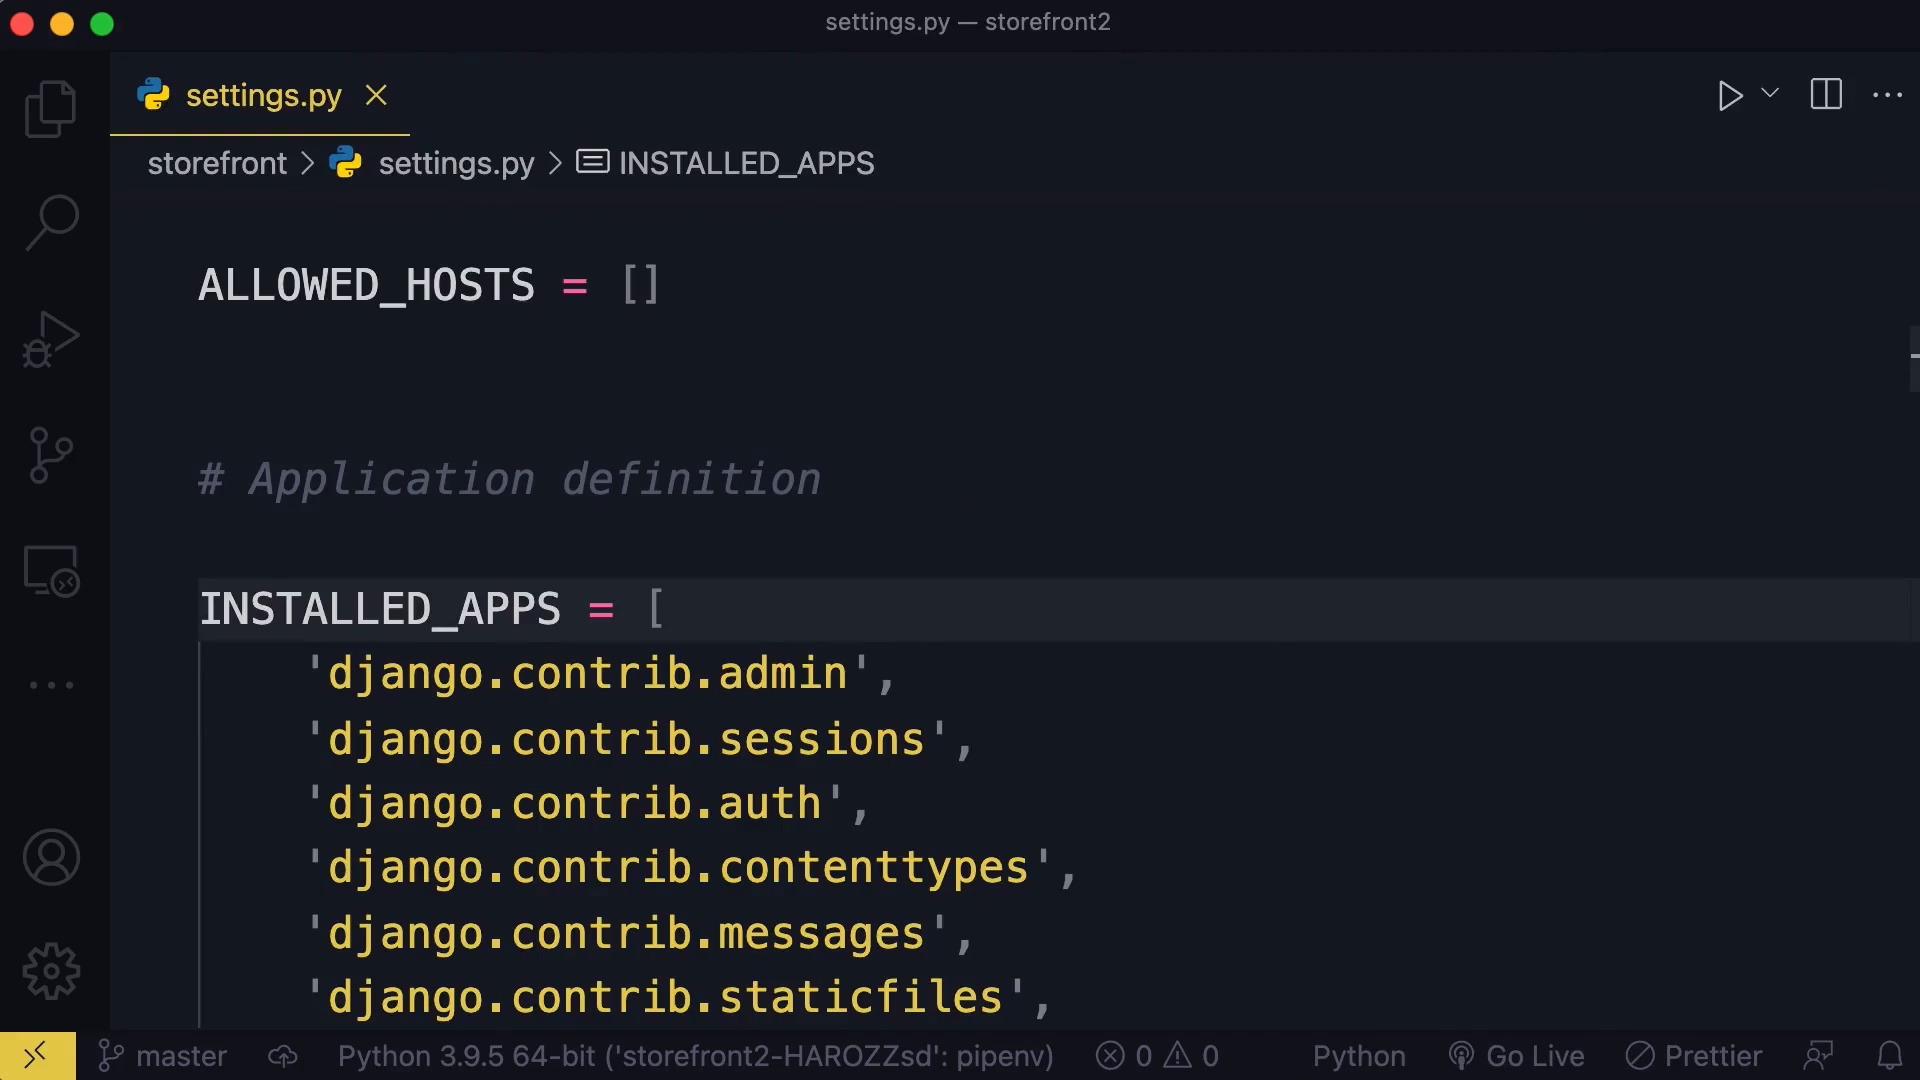 settings.py — storefront2
settings.py
storefront > settings.py > INSTALLED_APPS
ALLOWED_HOSTS = []
# Application definition
INSTALLED_APPS = [
'django.contrib.admin',
'django.contrib.sessions',
'django.contrib.auth',
'django.contrib.contenttypes',
'django.contrib.messages',
'django.contrib.staticfiles',
master Python 3.9.5 64-bit ('storefront2-HAROZZsd': pipenv) 0 0 Python Go Live Prettier